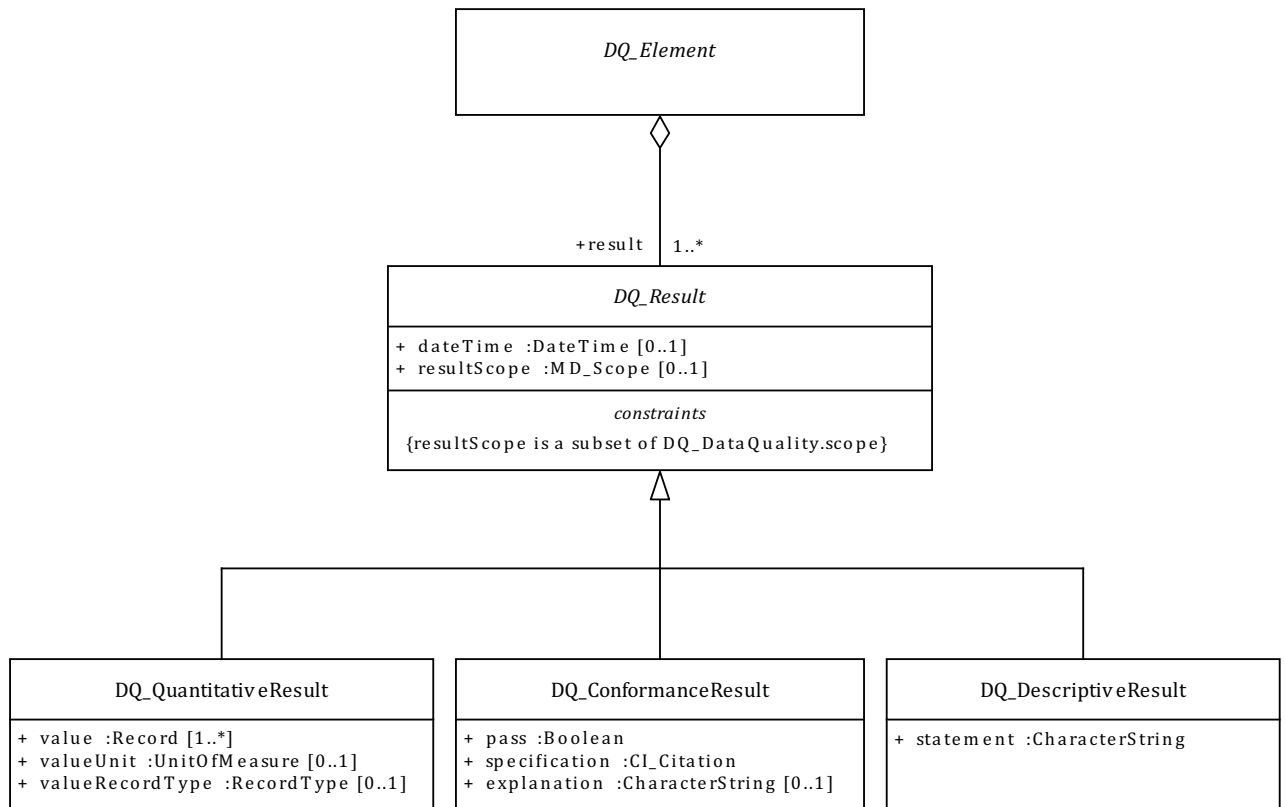 DQ_Element
+result 1..*
DQ_Result
+ dateTime :DateTime [0..1]
+ resultScope :MD_Scope [0..1]
constraints
{resultScope is a subset of DQ_DataQuality.scope}
DQ_QuantitativeResult
+ value :Record [1..*]
+ valueUnit :UnitOfMeasure [0..1]
+ valueRecordType :RecordType [0..1]
DQ_ConformanceResult
+ pass :Boolean
+ specification :CI_Citation
+ explanation :CharacterString [0..1]
DQ_DescriptiveResult
+ statement :CharacterString